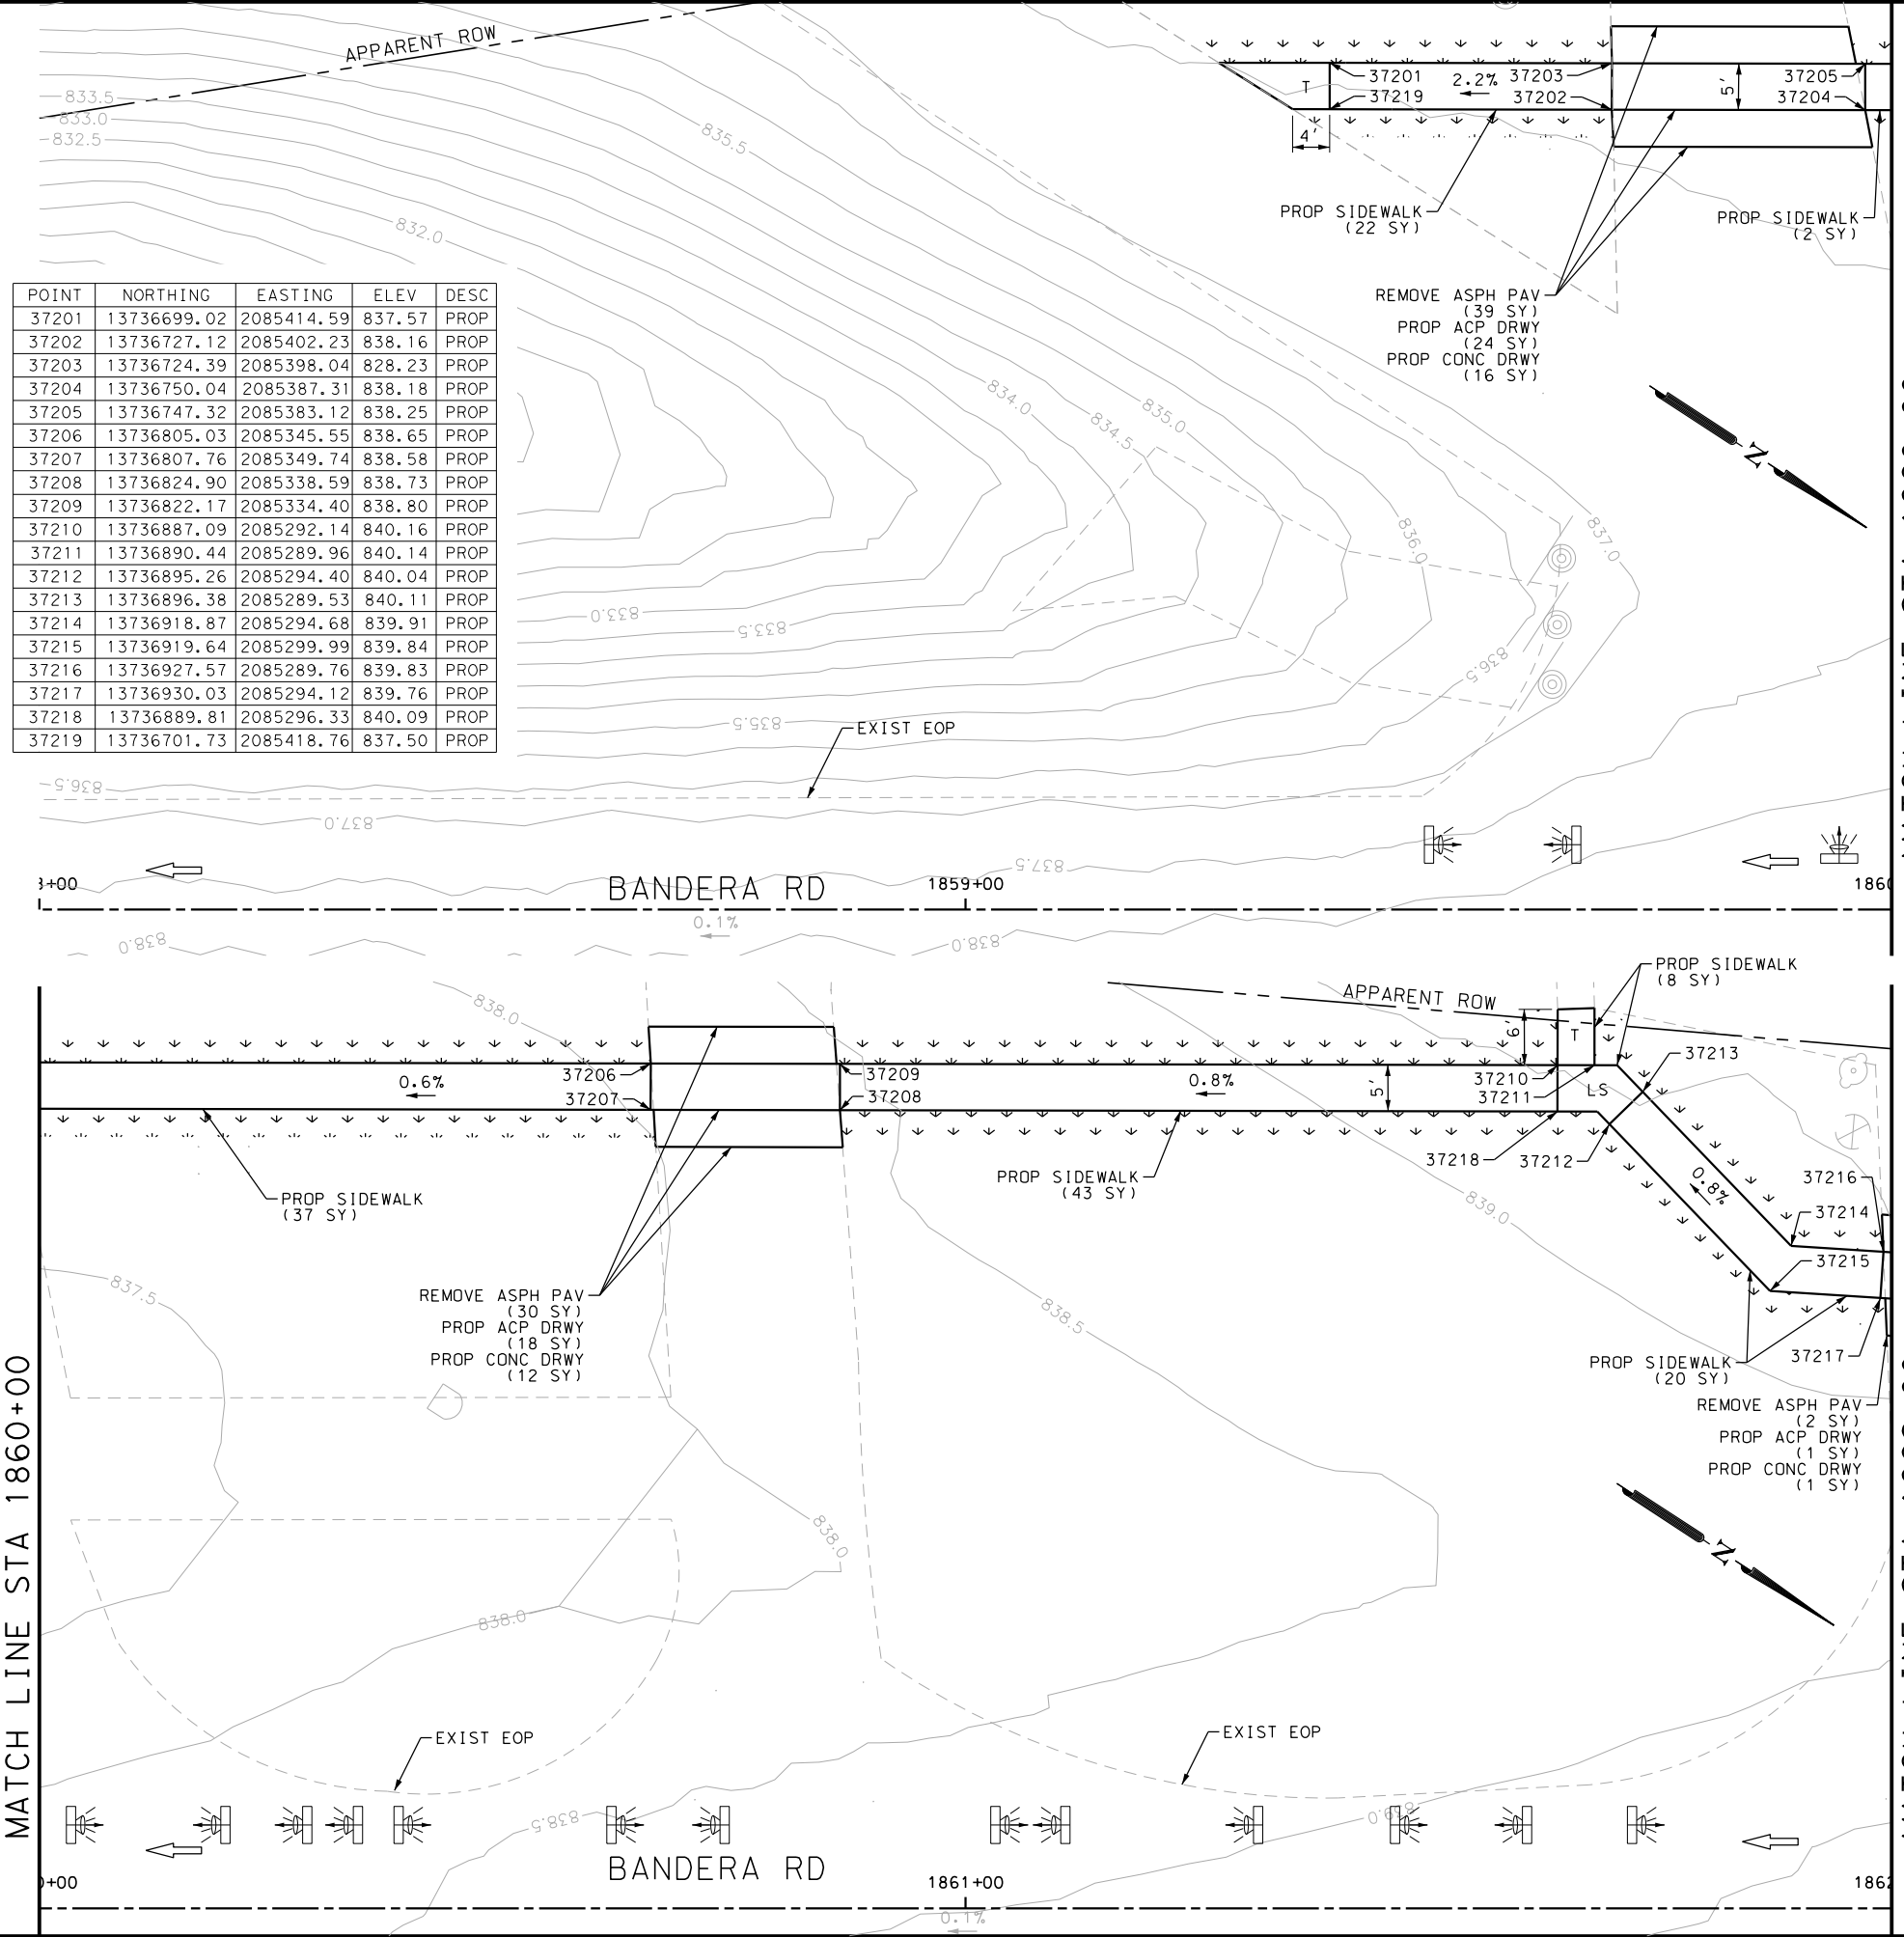 APPARENT ROW
833.5
833.0
832.5
832.0
835.5
T
37201
37219
2.2%
37203
37202
5'
37205
37204
4'
PROP SIDEWALK
(22 SY)
PROP SIDEWALK
(2 SY)
REMOVE ASPH PAV
(39 SY)
PROP ACP DRWY
(24 SY)
PROP CONC DRWY
(16 SY)
POINT NORTHING EASTING ELEV DESC
37201 13736699.02 2085414.59 837.57 PROP
37202 13736727.12 2085402.23 838.16 PROP
37203 13736724.39 2085398.04 828.23 PROP
37204 13736750.04 2085387.31 838.18 PROP
37205 13736747.32 2085383.12 838.25 PROP
37206 13736805.03 2085345.55 838.65 PROP
37207 13736807.76 2085349.74 838.58 PROP
37208 13736824.90 2085338.59 838.73 PROP
37209 13736822.17 2085334.40 838.80 PROP
37210 13736887.09 2085292.14 840.16 PROP
37211 13736890.44 2085289.96 840.14 PROP
37212 13736895.26 2085294.40 840.04 PROP
37213 13736896.38 2085289.53 840.11 PROP
37214 13736918.87 2085294.68 839.91 PROP
37215 13736919.64 2085299.99 839.84 PROP
37216 13736927.57 2085289.76 839.83 PROP
37217 13736930.03 2085294.12 839.76 PROP
37218 13736889.81 2085296.33 840.09 PROP
37219 13736701.73 2085418.76 837.50 PROP
834.0
834.5
835.0
836.0
837.0
N
833.0
833.5
836.5
835.5
EXIST EOP
836.5
837.0
837.5
+00
BANDERA RD
1859+00
1860
0.1%
838.0
838.0
PROP SIDEWALK
(8 SY)
APPARENT ROW
838.0
6'
T
37213
37206
37207
0.6%
37209
37208
0.8%
5'
37210
37211
LS
37218
37212
0.8%
37216
37214
37215
37217
PROP SIDEWALK
(37 SY)
PROP SIDEWALK
(43 SY)
839.0
837.5
838.5
REMOVE ASPH PAV
(30 SY)
PROP ACP DRWY
(18 SY)
PROP CONC DRWY
(12 SY)
PROP SIDEWALK
(20 SY)
REMOVE ASPH PAV
(2 SY)
PROP ACP DRWY
(1 SY)
PROP CONC DRWY
(1 SY)
N
838.0
838.0
MATCH LINE STA 1860+00
EXIST EOP
EXIST EOP
838.5
839.0
BANDERA RD
+00
1861+00
1862
0.1%